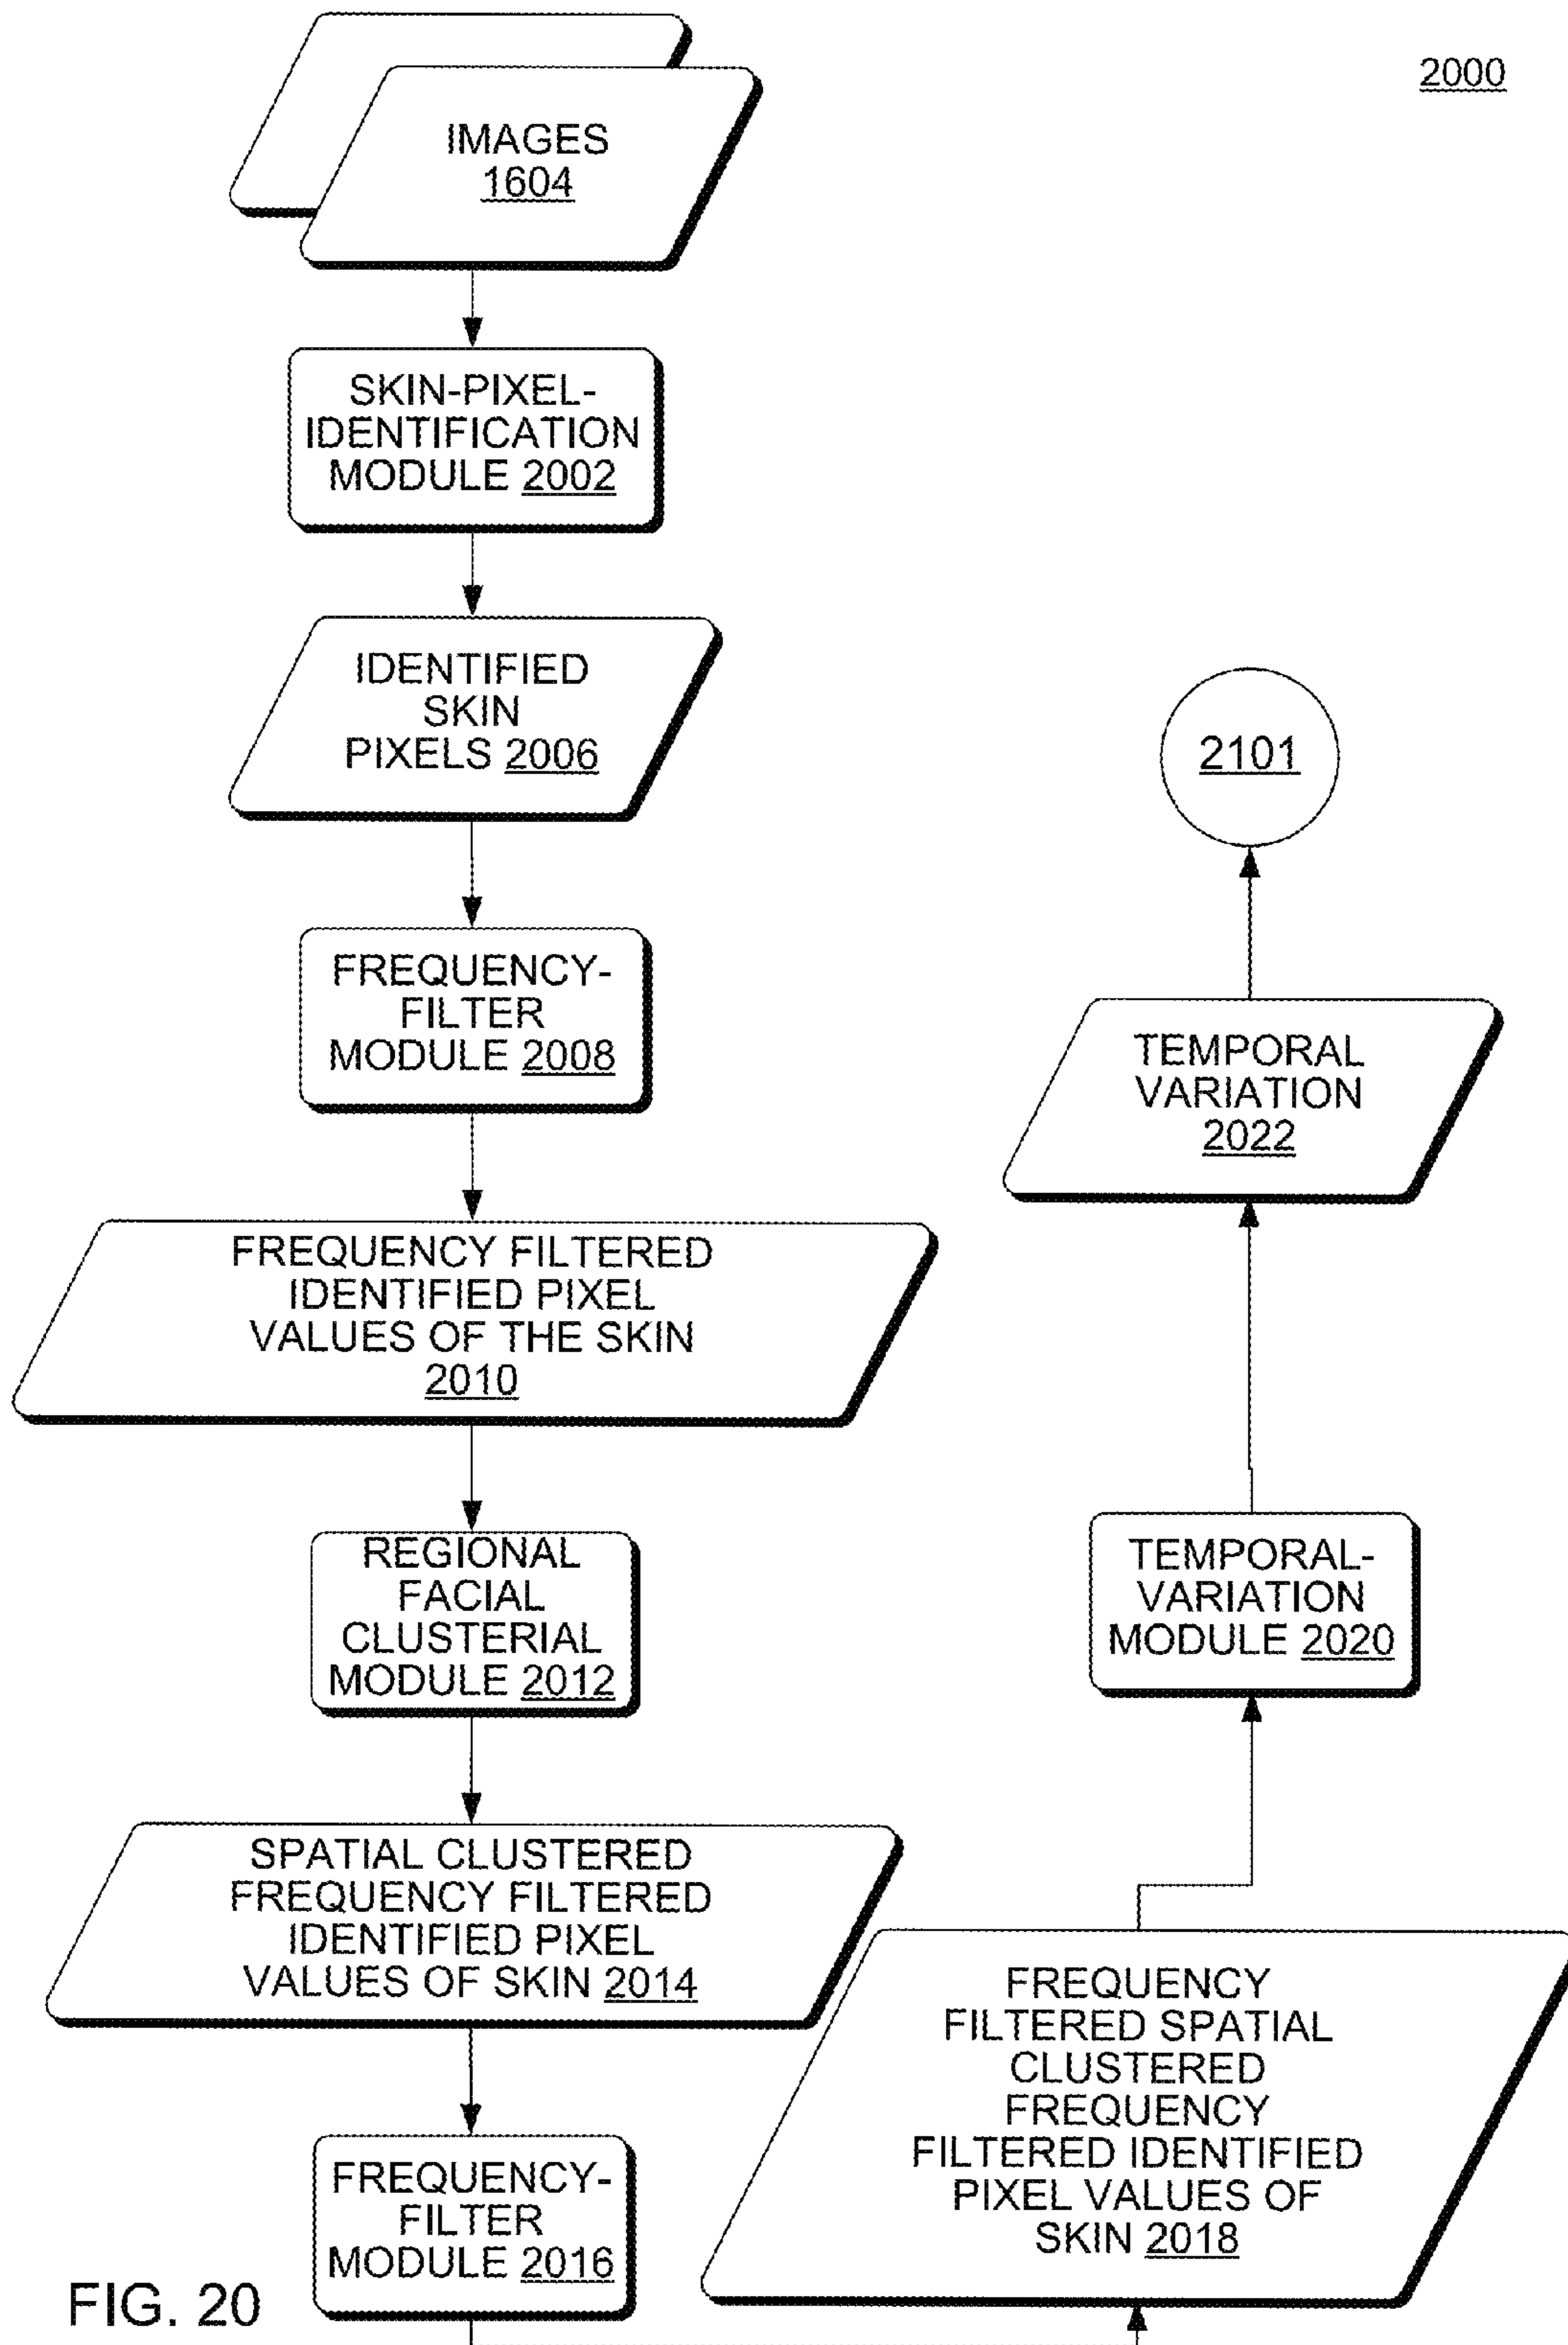 2000
IMAGES
1604
SKIN-PIXEL-
IDENTIFICATION
MODULE 2002
IDENTIFIED
SKIN
PIXELS 2006
FREQUENCY-
FILTER
MODULE 2008
FREQUENCY FILTERED
IDENTIFIED PIXEL
VALUES OF THE SKIN
2010
REGIONAL
FACIAL
CLUSTERIAL
MODULE 2012
SPATIAL CLUSTERED
FREQUENCY FILTERED
IDENTIFIED PIXEL
VALUES OF SKIN 2014
FREQUENCY-
FILTER
MODULE 2016
FREQUENCY
FILTERED SPATIAL
CLUSTERED
FREQUENCY
FILTERED IDENTIFIED
PIXEL VALUES OF
SKIN 2018
TEMPORAL-
VARIATION
MODULE 2020
TEMPORAL
VARIATION
2022
2101
FIG. 20